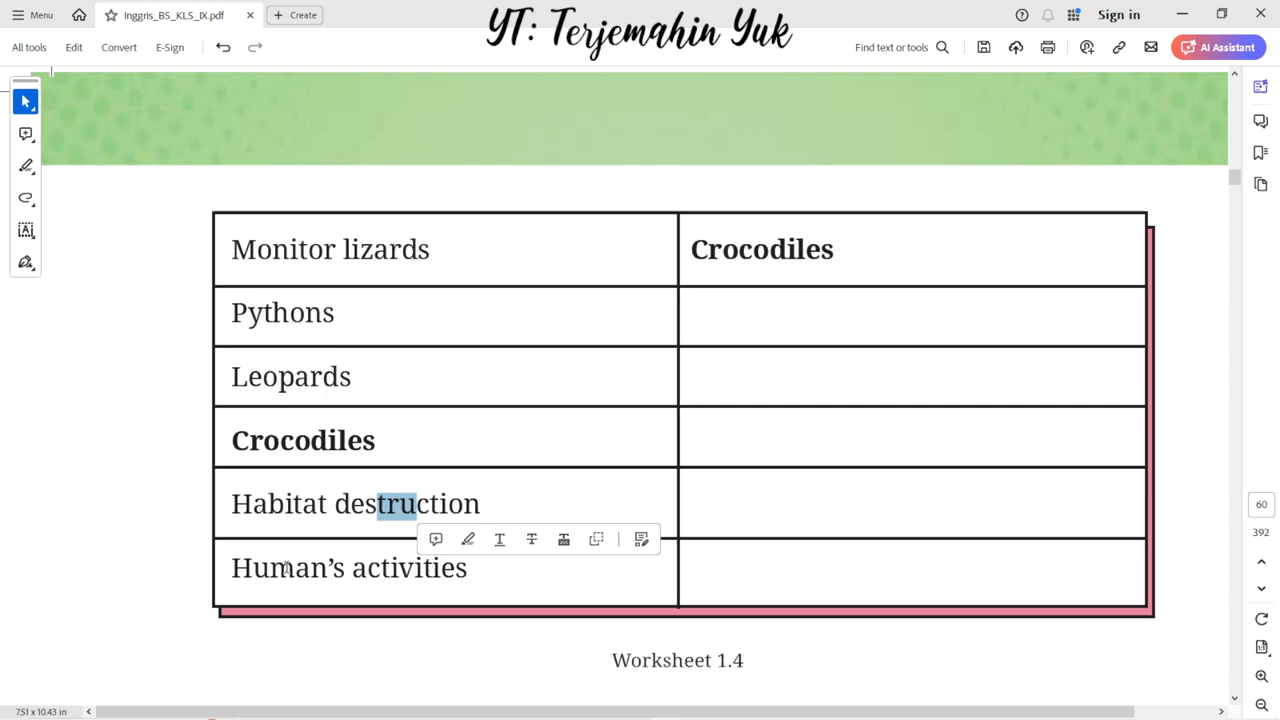 Menu
Inggris_BS_KLS_IX.pdf
Create
YT: Terjemahin Yuk
Sign in
All tools
Edit
Convert
E-Sign
Find text or tools
AI Assistant
Monitor lizards
Crocodiles
Pythons
Leopards
Crocodiles
Habitat destruction
Human’s activities
Worksheet 1.4
60
392
7.51 x 10.43 in